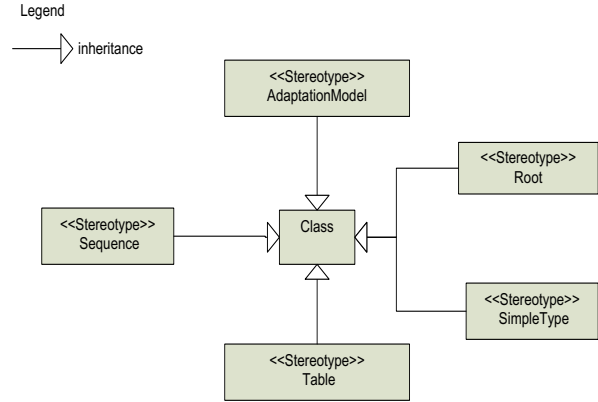 Legend
inheritance
<<Stereotype>>
AdaptationModel
<<Stereotype>>
Root
<<Stereotype>>
Sequence
Class
<<Stereotype>>
SimpleType
<<Stereotype>>
Table